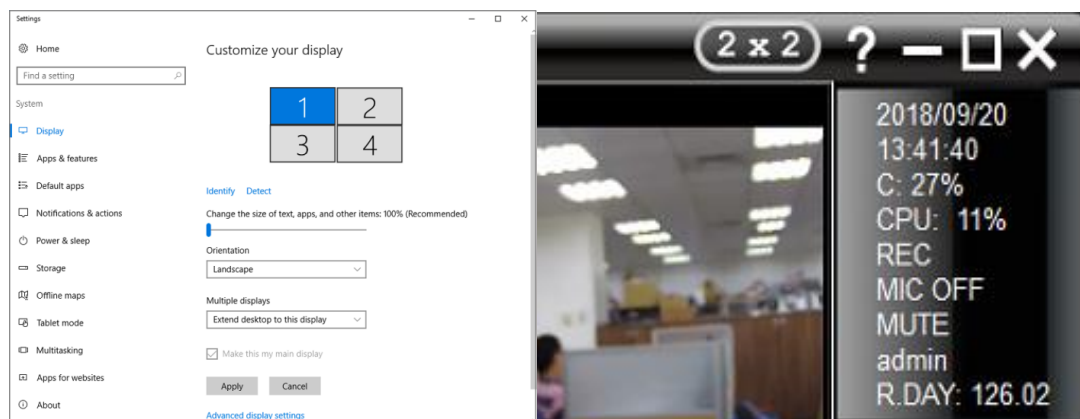 Settings
Home
Find a setting
System
Display
Apps & features
Default apps
Notifications & actions
Power & sleep
Storage
Offline maps
Tablet mode
Multitasking
Apps for websites
About
Customize your display
1 2
3 4
Identify Detect
Change the size of text, apps, and other items: 100% (Recommended)
Orientation
Landscape
Multiple displays
Extend desktop to this display
Make this my main display
Apply Cancel
Advanced display settings
2 x 2 ?
2018/09/20
13:41:40
C: 27%
CPU: 11%
REC
MIC OFF
MUTE
admin
R.DAY: 126.02